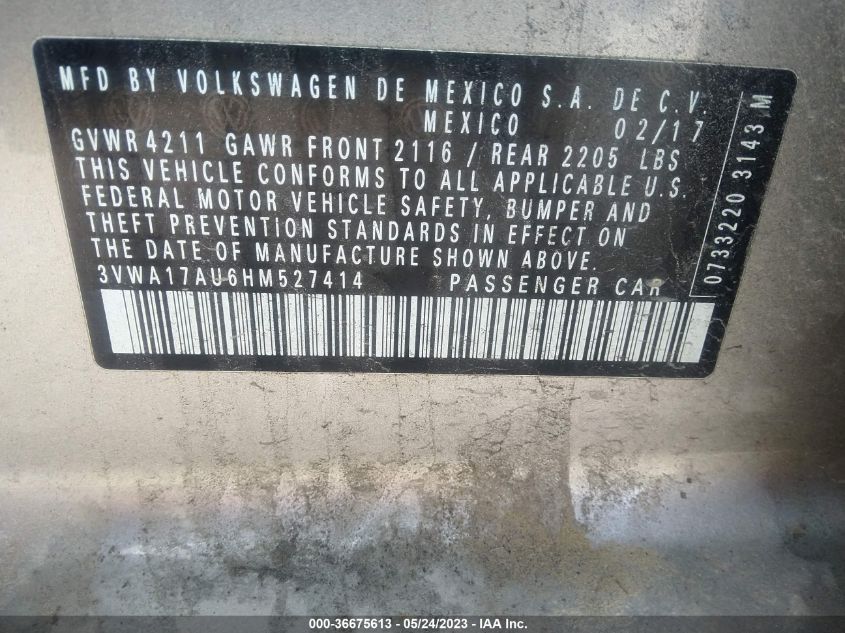 MFD BY VOLKSWAGEN DE MEXICO S.A. DE C.V.
MEXICO 02/17
GVWR 4211 GAWR FRONT 2116 / REAR 2205 LBS
THIS VEHICLE CONFORMS TO ALL APPLICABLE U.S.
FEDERAL MOTOR VEHICLE SAFETY, BUMPER AND
THEFT PREVENTION STANDARDS IN EFFECT ON
THE DATE OF MANUFACTURE SHOWN ABOVE.
3VWA17AU6HM527414 PASSENGER CAR
0733220 3143 M
000-36675613 - 05/24/2023 - IAA Inc.